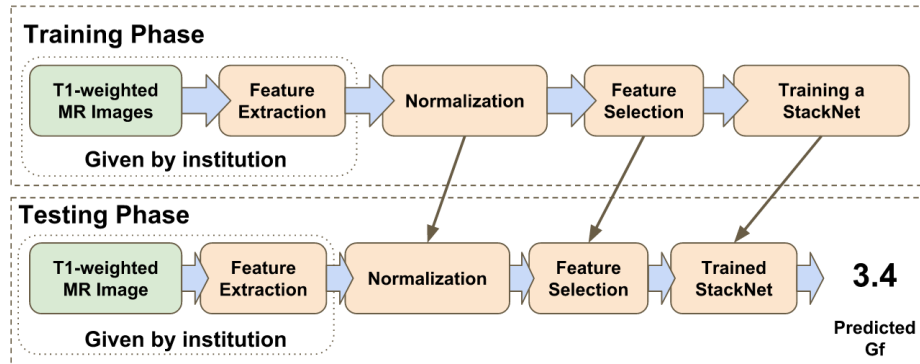 Training Phase
T1-weighted
MR Images
Feature
Extraction
Normalization
Feature
Selection
Training a
StackNet
Given by institution
Testing Phase
T1-weighted
MR Image
Feature
Extraction
Normalization
Feature
Selection
Trained
StackNet
3.4
Given by institution
Predicted
Gf